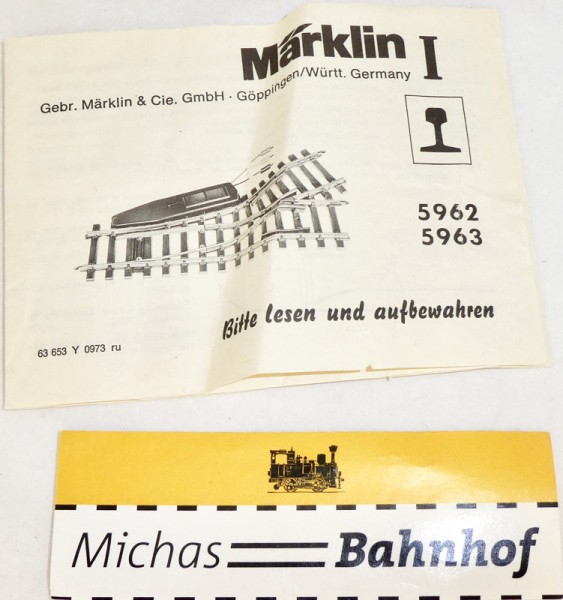 Märklin I
Gebr. Märklin & Cie. GmbH · Göppingen/Württ. Germany
5962
5963
Bitte lesen und aufbewahren
63 653 Y 0973 ru
Michas Bahnhof